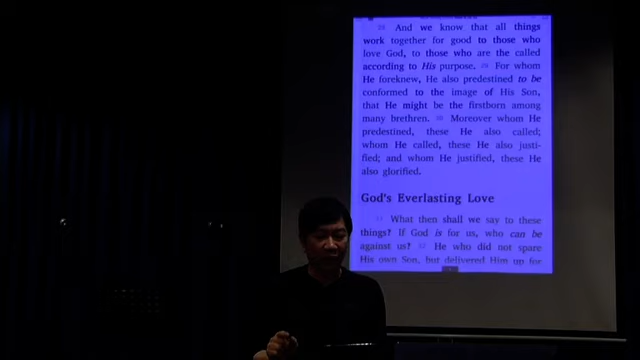 28 And we know that all things
work together for good to those who
love God, to those who are the called
according to His purpose. 29 For whom
He foreknew, He also predestined to be
conformed to the image of His Son,
that He might be the firstborn among
many brethren. 30 Moreover whom He
predestined, these He also called;
whom He called, these He also justi-
fied; and whom He justified, these He
also glorified.
God's Everlasting Love
31 What then shall we say to these
things? If God is for us, who can be
against us? 32 He who did not spare
His own Son, but delivered Him up for